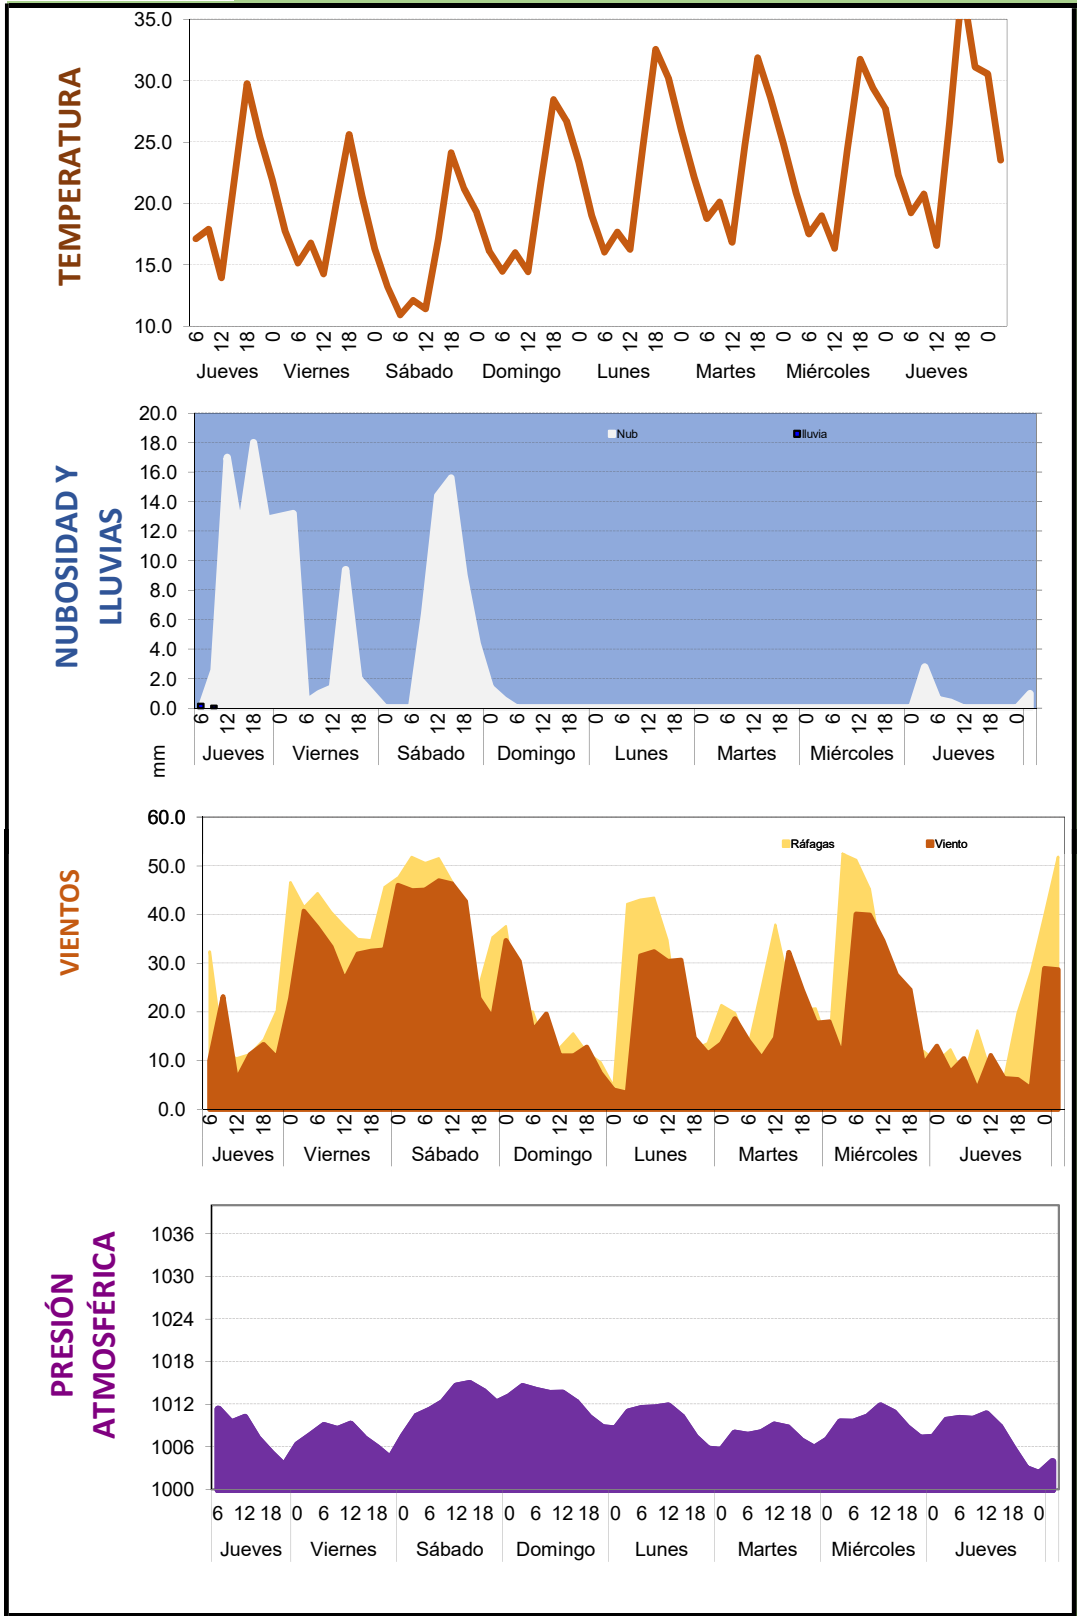 TEMPERATURA
35.0
30.0
25.0
20.0
15.0
10.0
6 12 18 0 6 12 18 0 6 12 18 0 6 12 18 0 6 12 18 0 6 12 18 0 6 12 18 0 6 12 18 0
Jueves Viernes Sábado Domingo Lunes Martes Miércoles Jueves
NUBOSIDAD Y
LLUVIAS
20.0
18.0
16.0
14.0
12.0
10.0
8.0
6.0
4.0
2.0
0.0
Nub lluvia
mm
6 12 18 0 6 12 18 0 6 12 18 0 6 12 18 0 6 12 18 0 6 12 18 0 6 12 18 0 6 12 18 0
Jueves Viernes Sábado Domingo Lunes Martes Miércoles Jueves
VIENTOS
60.0
50.0
40.0
30.0
20.0
10.0
0.0
Ráfagas Viento
6 12 18 0 6 12 18 0 6 12 18 0 6 12 18 0 6 12 18 0 6 12 18 0 6 12 18 0 6 12 18 0
Jueves Viernes Sábado Domingo Lunes Martes Miércoles Jueves
PRESIÓN
ATMOSFÉRICA
1036
1030
1024
1018
1012
1006
1000
6 12 18 0 6 12 18 0 6 12 18 0 6 12 18 0 6 12 18 0 6 12 18 0 6 12 18 0 6 12 18 0
Jueves Viernes Sábado Domingo Lunes Martes Miércoles Jueves